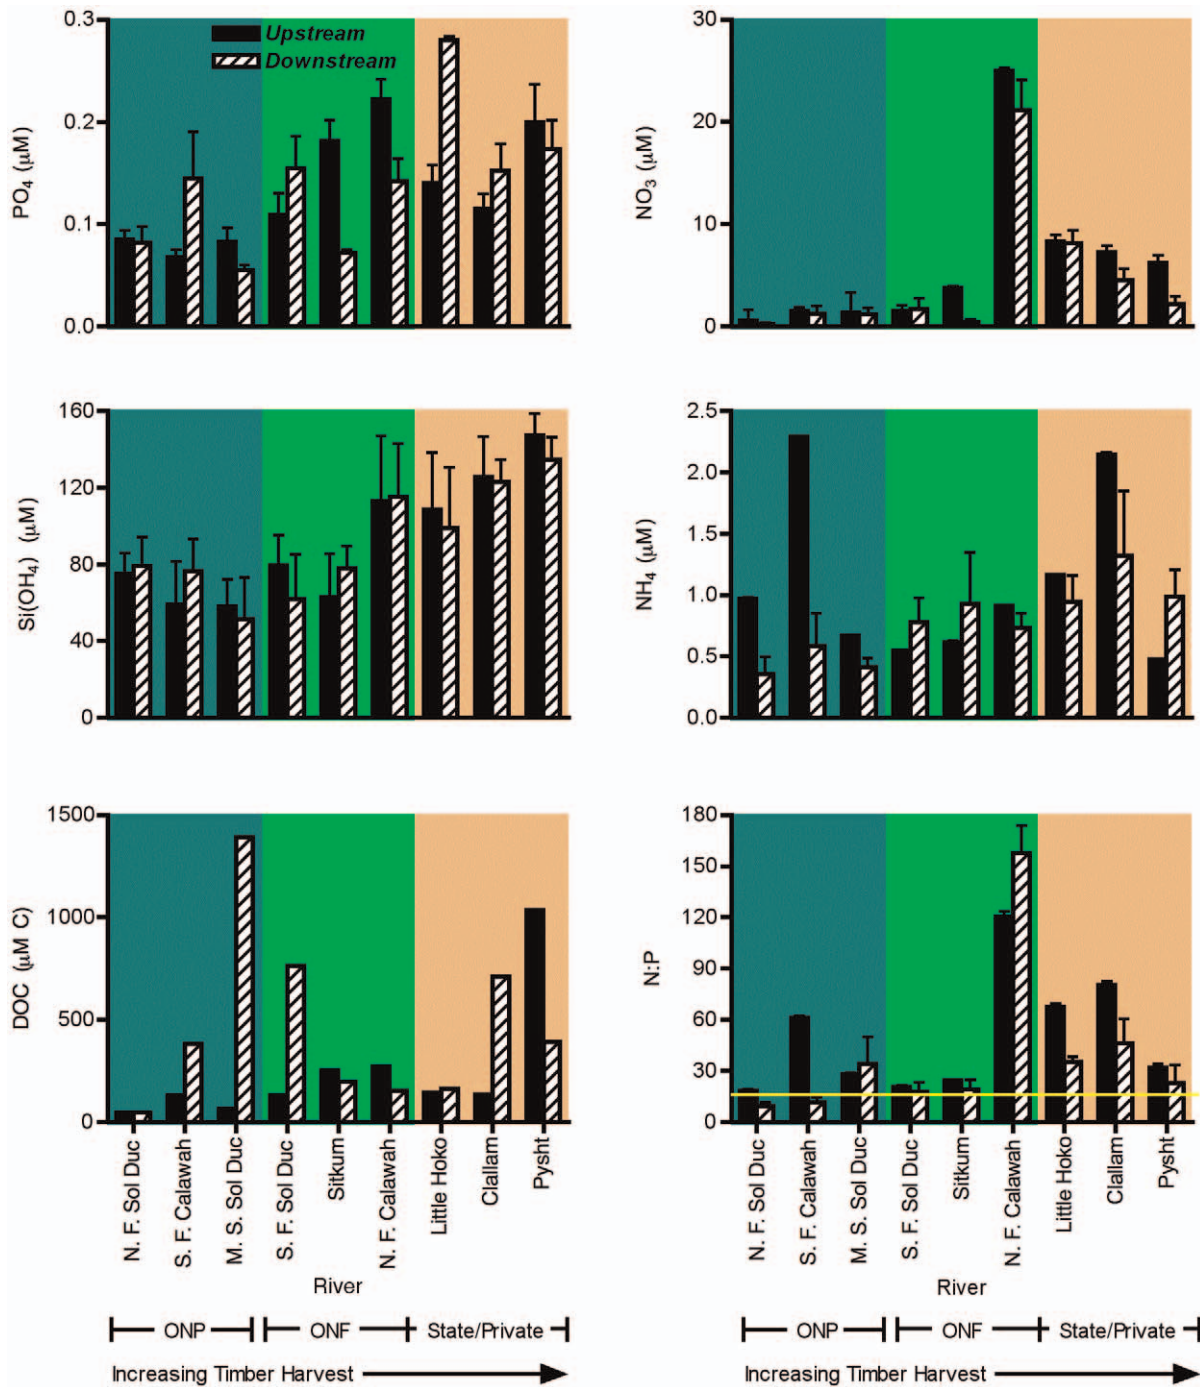 0.3
0.2
0.1
0.0
PO4 (µM)
Upstream
Downstream
30
20
10
0
NO3 (µM)
160
120
80
40
0
Si(OH4) (µM)
2.5
2.0
1.5
1.0
0.5
0.0
NH4 (µM)
1500
1000
500
0
DOC (µM C)
N. F. Sol Duc
S. F. Calawah
M. S. Sol Duc
S. F. Sol Duc
Sitkum
N. F. Calawah
Little Hoko
Clallam
Pysht
River
ONP
ONF
State/Private
Increasing Timber Harvest
180
150
120
90
60
30
0
N:P
N. F. Sol Duc
S. F. Calawah
M. S. Sol Duc
S. F. Sol Duc
Sitkum
N. F. Calawah
Little Hoko
Clallam
Pysht
River
ONP
ONF
State/Private
Increasing Timber Harvest